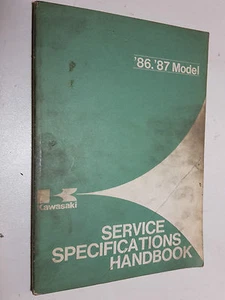 '86.'87 Model
Kawasaki
SERVICE
SPECIFICATIONS
HANDBOOK